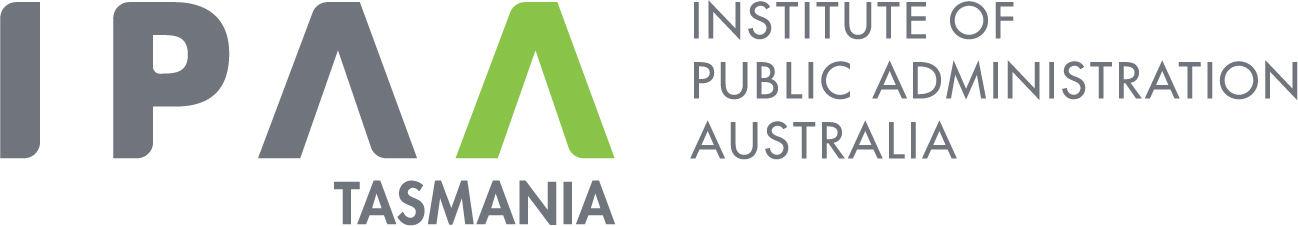 IPAA
TASMANIA
INSTITUTE OF
PUBLIC ADMINISTRATION
AUSTRALIA